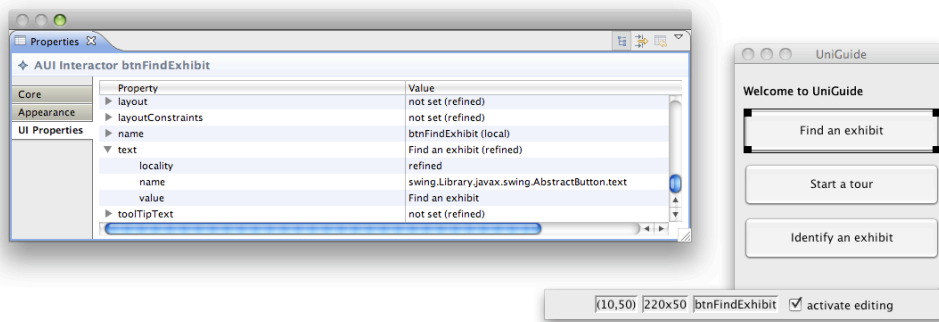 Properties
AUI Interactor btnFindExhibit
Core
Appearance
UI Properties
Property Value
layout not set (refined)
layoutConstraints not set (refined)
name btnFindExhibit (local)
text Find an exhibit (refined)
locality refined
name swing.Library.javax.swing.AbstractButton.text
value Find an exhibit
toolTipText not set (refined)
UniGuide
Welcome to UniGuide
Find an exhibit
Start a tour
Identify an exhibit
(10,50) 220x50 btnFindExhibit activate editing